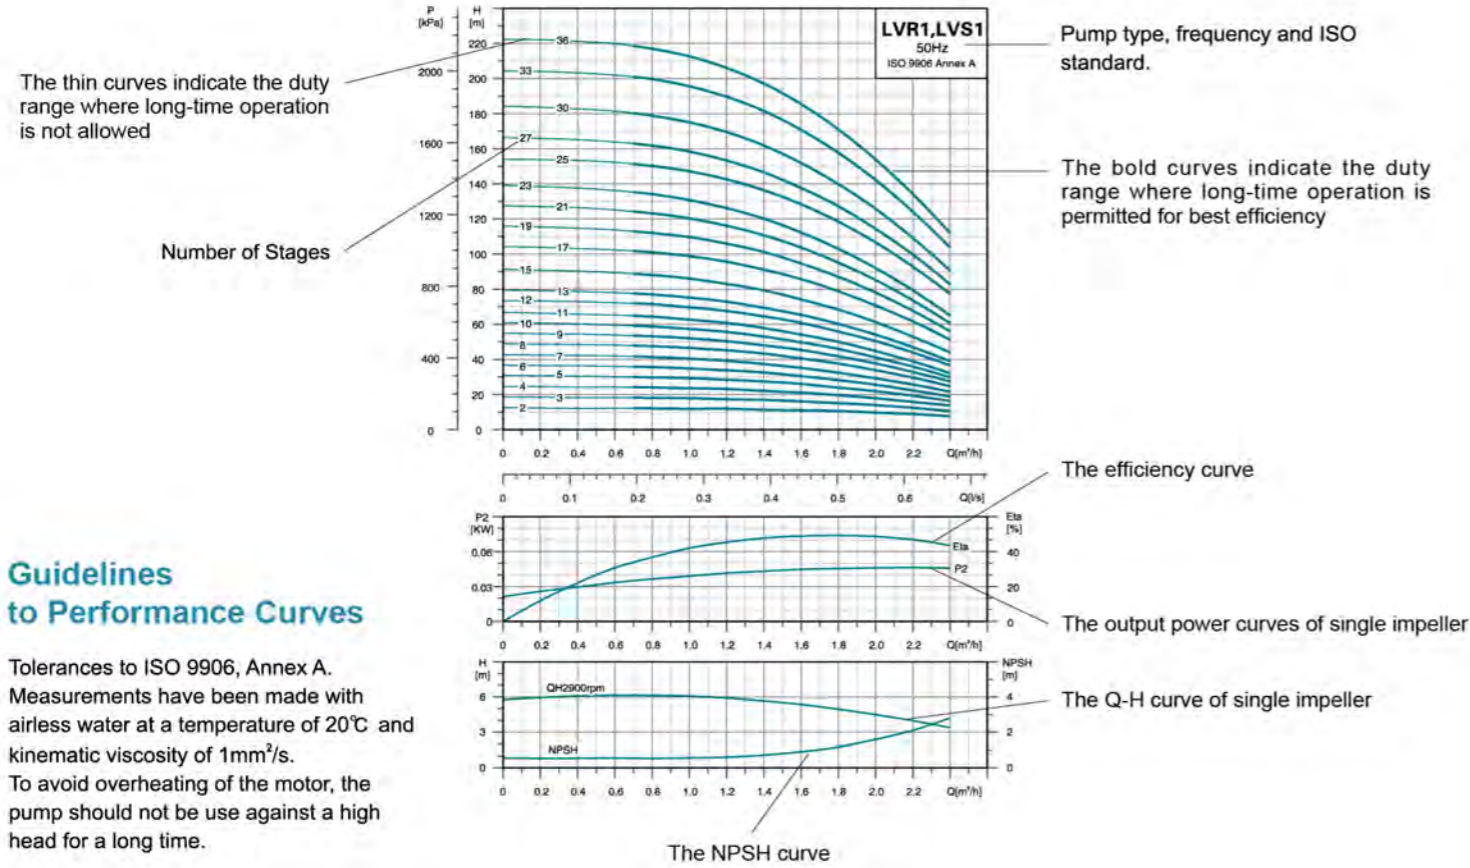 P
[kPa]
H
[m]
LVR1,LVS1
50Hz
ISO 9906 Annex A
Pump type, frequency and ISO
standard.
The thin curves indicate the duty
range where long-time operation
is not allowed
Number of Stages
The bold curves indicate the duty
range where long-time operation is
permitted for best efficiency
2000
1600
1200
800
400
0
220
200
180
160
140
120
100
80
60
40
20
0
36
33
30
27
25
23
21
19
17
15
13
12
11
10
9
8
7
6
5
4
3
2
0 0.2 0.4 0.6 0.8 1.0 1.2 1.4 1.6 1.8 2.0 2.2 Q[m³/h]
0 0.1 0.2 0.3 0.4 0.5 0.6 Q[l/s]
The efficiency curve
P2
[KW]
Eta
[%]
0.06
0.03
0
40
20
0
Eta
P2
0 0.2 0.4 0.6 0.8 1.0 1.2 1.4 1.6 1.8 2.0 2.2 Q[m³/h]
The output power curves of single impeller
H
[m]
NPSH
[m]
6
3
0
4
2
0
QH2900rpm
NPSH
0 0.2 0.4 0.6 0.8 1.0 1.2 1.4 1.6 1.8 2.0 2.2 Q[m³/h]
The Q-H curve of single impeller
The NPSH curve
Guidelines
to Performance Curves
Tolerances to ISO 9906, Annex A.
Measurements have been made with
airless water at a temperature of 20℃ and
kinematic viscosity of 1mm²/s.
To avoid overheating of the motor, the
pump should not be use against a high
head for a long time.